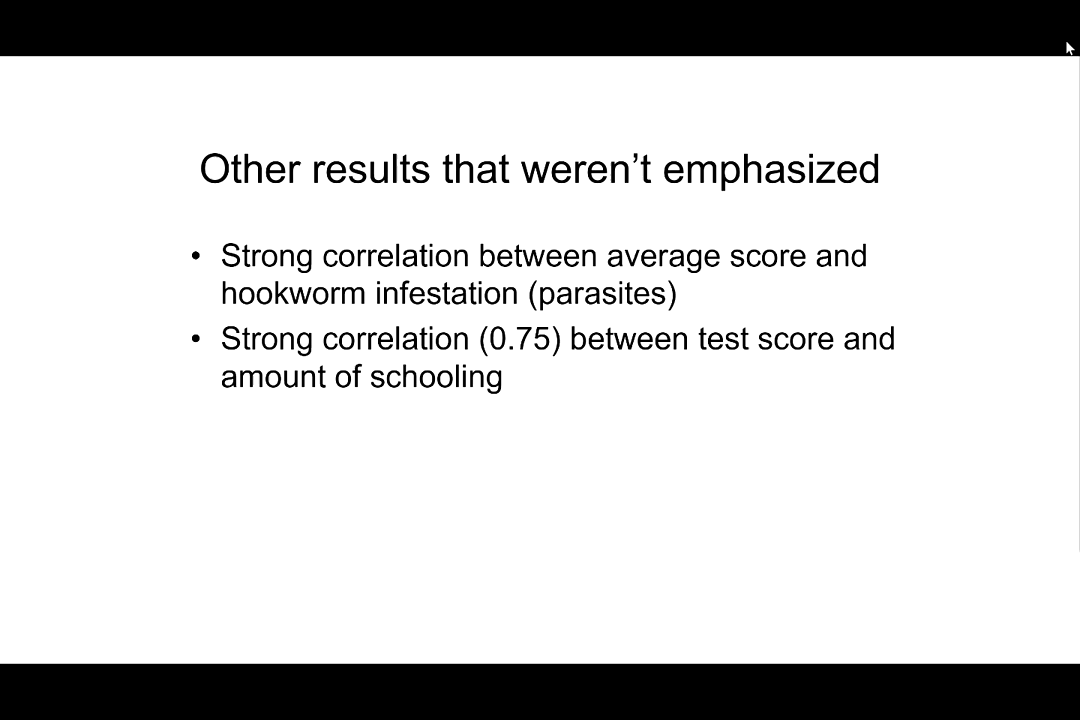 Other results that weren’t emphasized
• Strong correlation between average score and
hookworm infestation (parasites)
• Strong correlation (0.75) between test score and
amount of schooling